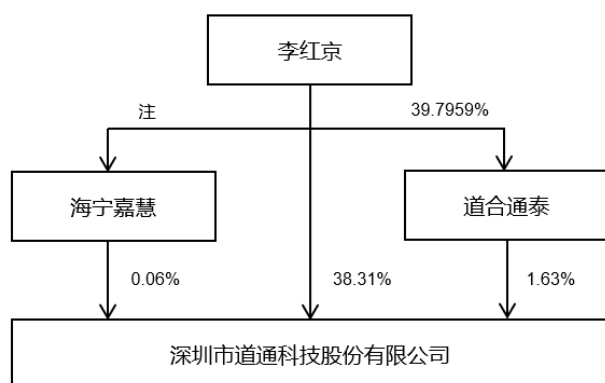 李红京
注
39.7959%
海宁嘉慧
道合通泰
0.06%
38.31%
1.63%
深圳市道通科技股份有限公司